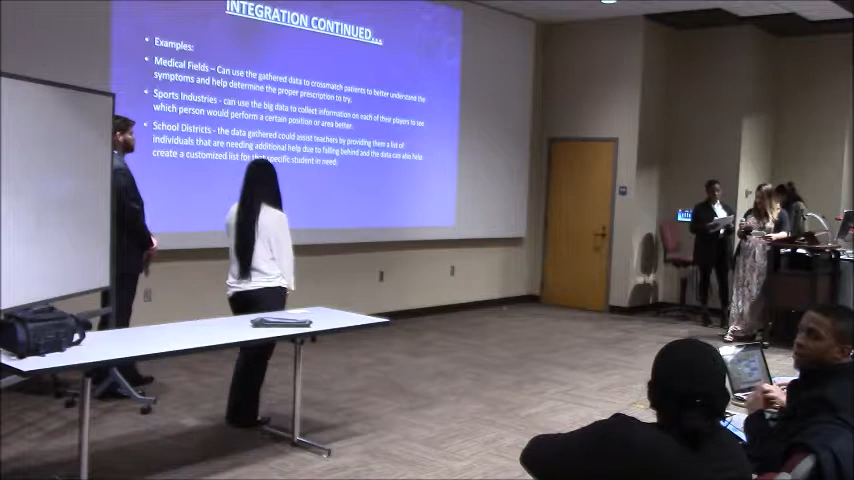 INTEGRATION CONTINUED...
• Examples:
• Medical Fields – Can use the gathered data to crossmatch patients to better understand the
symptoms and help determine the proper prescription to try.
• Sports Industries - can use the big data to collect information on each of their players to see
which person would perform a certain position or area better.
• School Districts - the data gathered could assist teachers by providing them a list of
individuals that are needing additional help due to falling behind and the data can also help
create a customized list for that specific student in need.